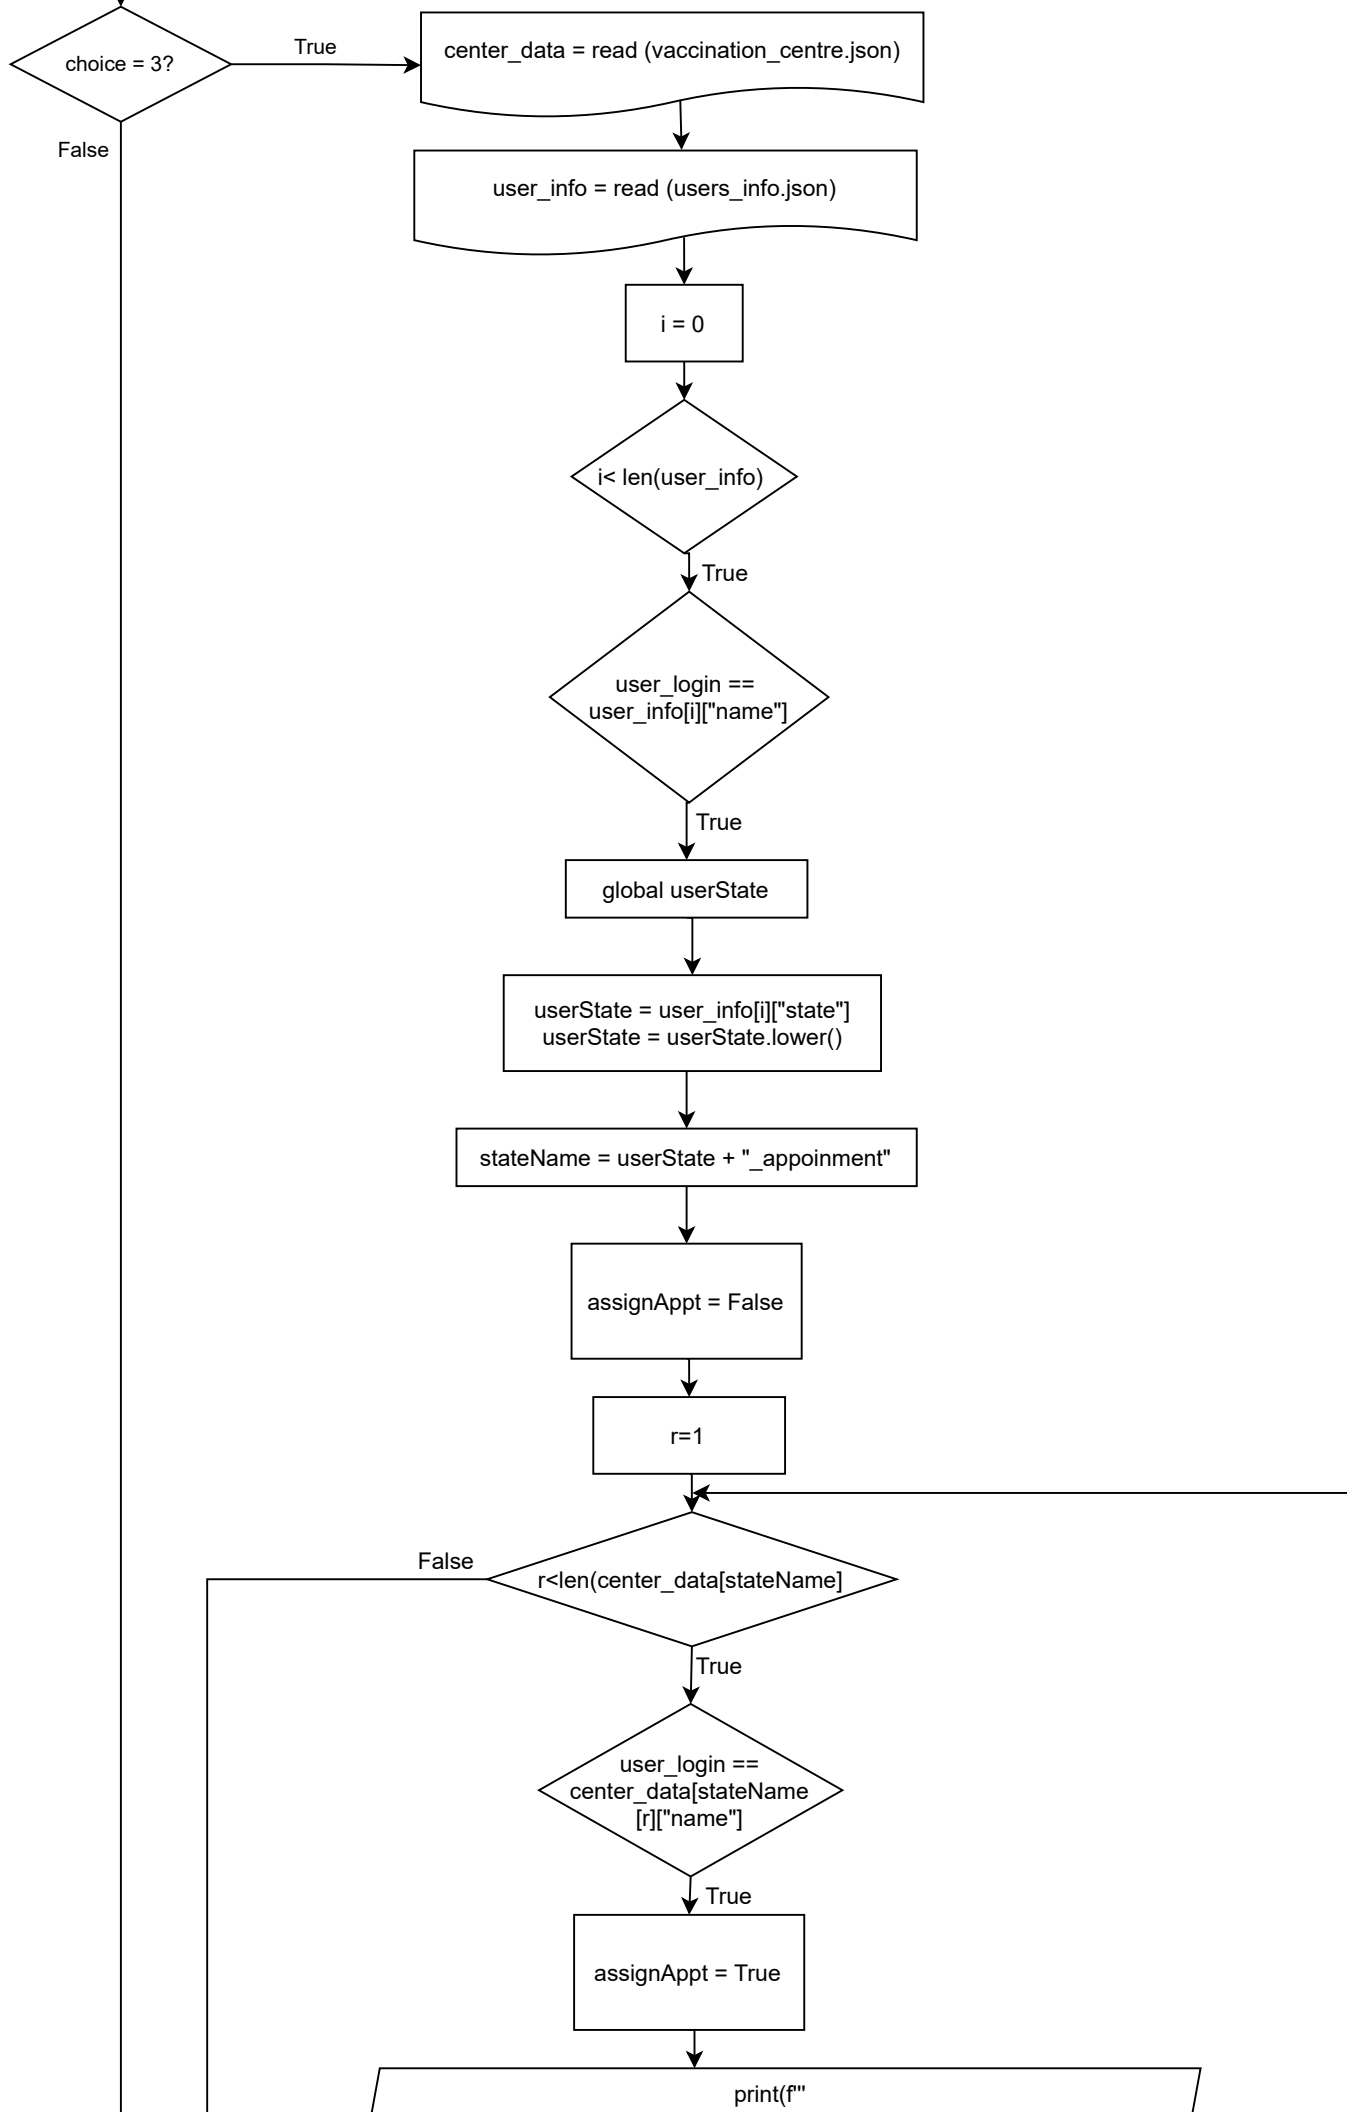 choice = 3?
True
center_data = read (vaccination_centre.json)
False
user_info = read (users_info.json)
i = 0
i< len(user_info)
True
user_login ==
user_info[i]["name"]
True
global userState
userState = user_info[i]["state"]
userState = userState.lower()
stateName = userState + "_appoinment"
assignAppt = False
r=1
False
r<len(center_data[stateName]
True
user_login ==
center_data[stateName
[r]["name"]
True
assignAppt = True
print(f'''